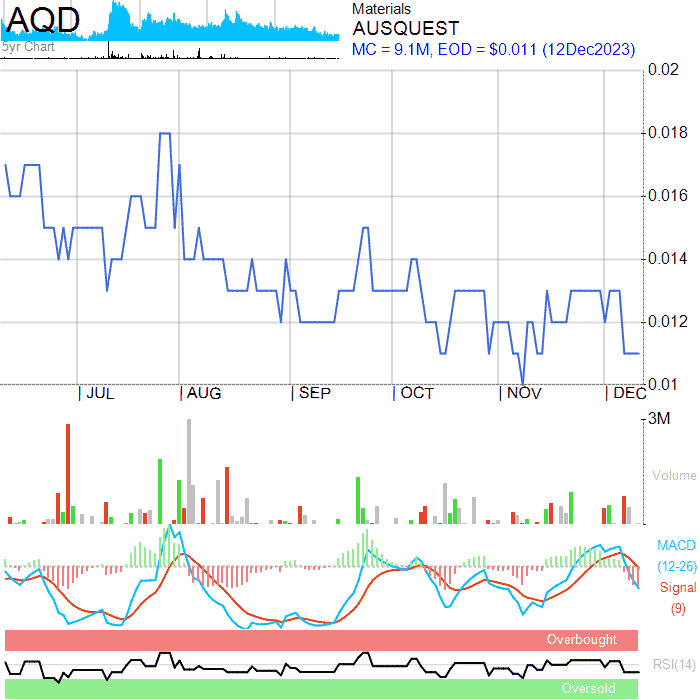 AQD
5yr Chart
Materials
AUSQUEST
MC = 9.1M, EOD = $0.011 (12Dec2023)
0.02
0.018
0.016
0.014
0.012
0.01
JUL AUG SEP OCT NOV DEC
3M
Volume
MACD
(12-26)
Signal
(9)
Overbought
RSI(14)
Oversold